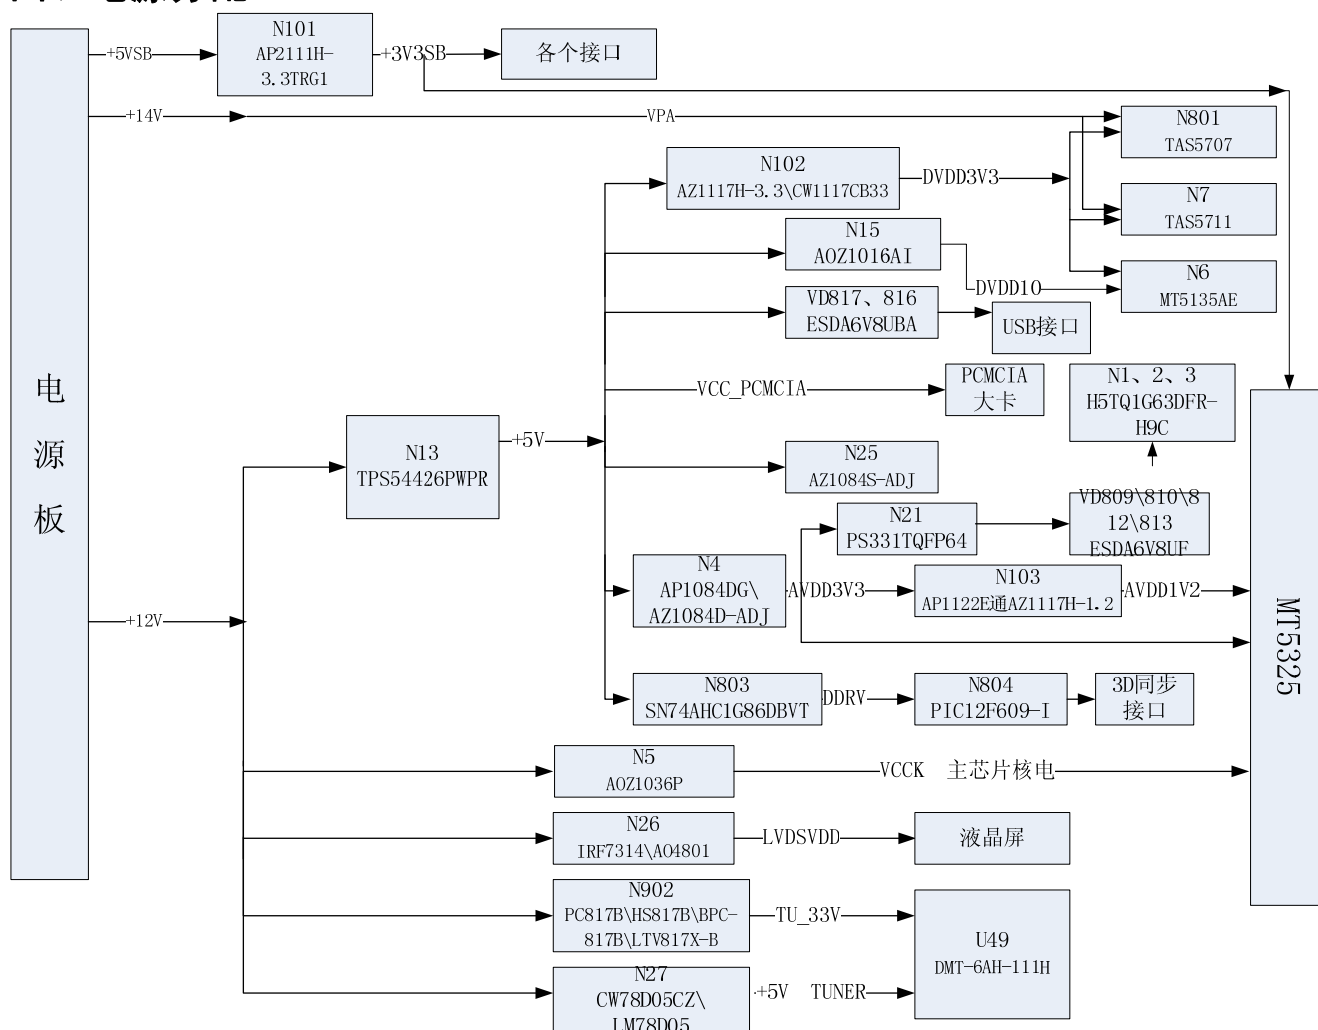 N101
AP2111H-
3.3TRG1
+5VSB
+3V3SB
各个接口
+14V
VPA
N801
TAS5707
N102
AZ1117H-3.3\CW1117CB33
DVDD3V3
N7
TAS5711
N15
AOZ1016AI
DVDD10
N6
MT5135AE
VD817、816
ESDA6V8UBA
USB接口
VCC_PCMCIA
PCMCIA
大卡
N1、2、3
H5TQ1G63DFR-
H9C
电
源
板
N13
TPS54426PWPR
+5V
N25
AZ1084S-ADJ
N21
PS331TQFP64
VD809\810\8
12\813
ESDA6V8UF
N4
AP1084DG\
AZ1084D-ADJ
AVDD3V3
N103
AP1122E通AZ1117H-1.2
AVDD1V2
+12V
MT5325
N803
SN74AHC1G86DBVT
DDRV
N804
PIC12F609-I
3D同步
接口
N5
AOZ1036P
VCCK 主芯片核电
N26
IRF7314\AO4801
LVDSVDD
液晶屏
N902
PC817B\HS817B\BPC-
817B\LTV817X-B
TU_33V
U49
DMT-6AH-111H
N27
CW78D05CZ\
LM78D05
+5V TUNER